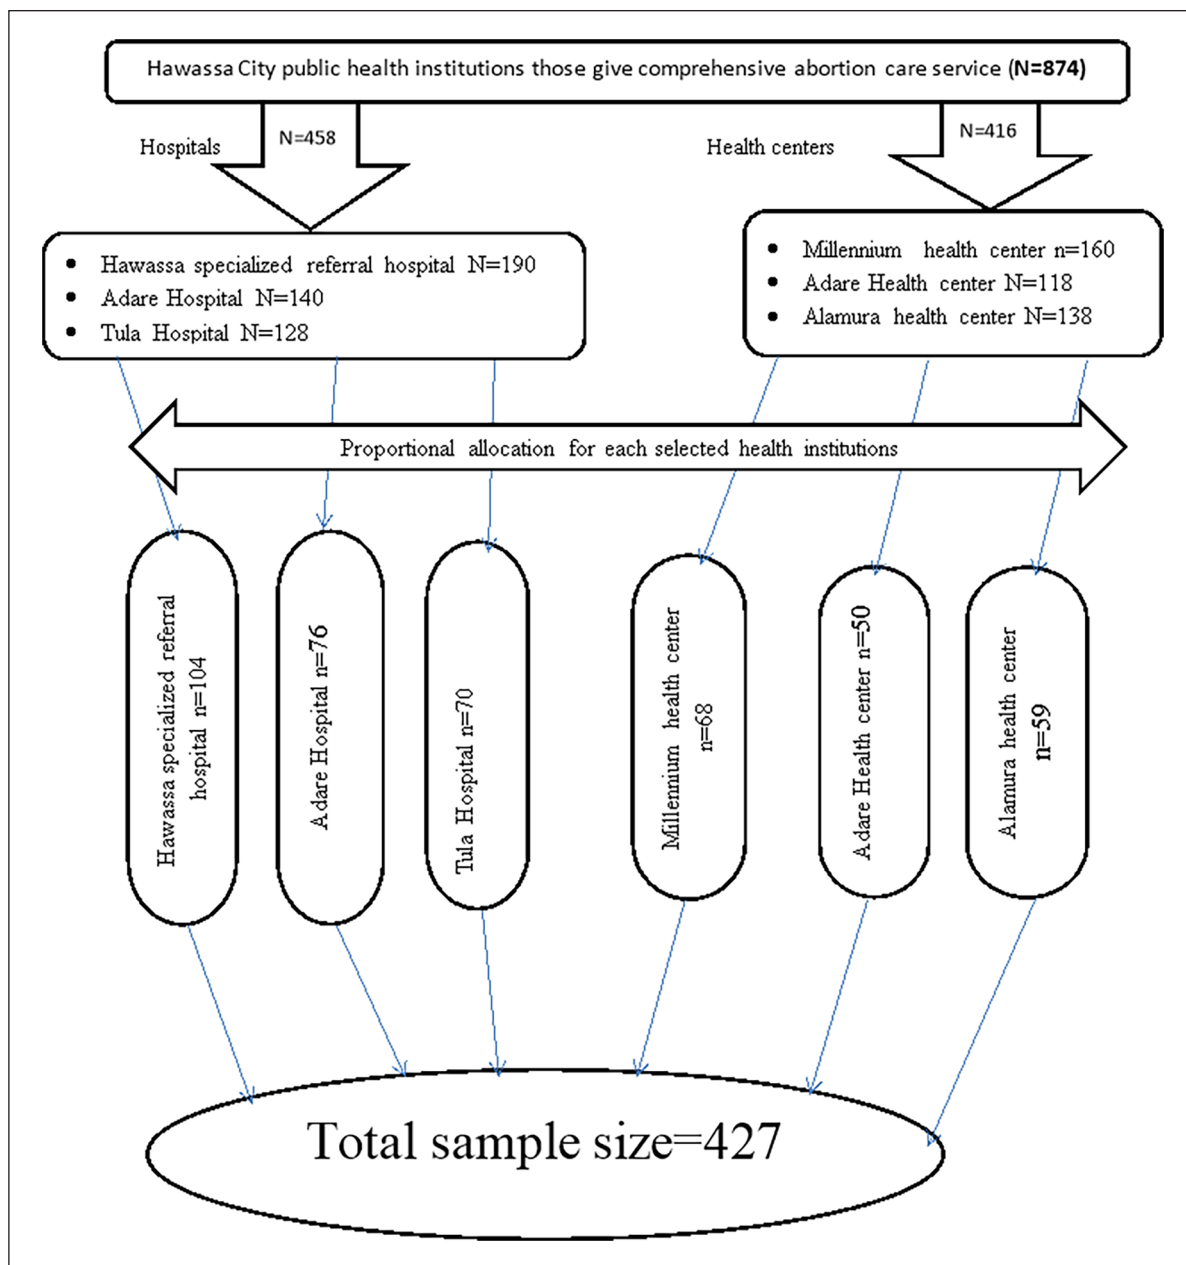 Hawassa City public health institutions those give comprehensive abortion care service (N=874)
Hospitals
N=458
Health centers
N=416
• Hawassa specialized referral hospital N=190
• Adare Hospital N=140
• Tula Hospital N=128
• Millennium health center n=160
• Adare Health center N=118
• Alamura health center N=138
Proportional allocation for each selected health institutions
Hawassa specialized referral
hospital n=104
Adare Hospital n=76
Tula Hospital n=70
Millennium health center
n=68
Adare Health center n=50
Alamura health center
n=59
Total sample size=427